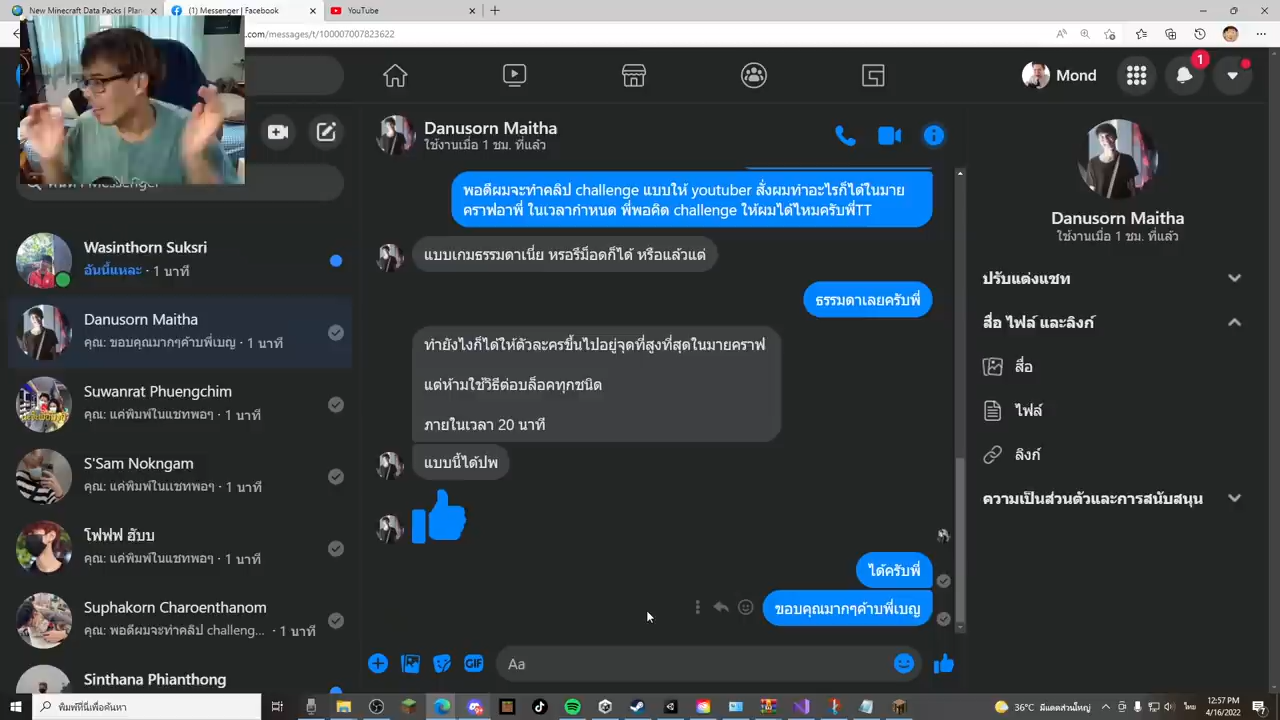 New Minecraft Data Packs | Plan
(1) Messenger | Facebook
YouTube
.com/messages/t/100007007823622
Mond
1
Danusorn Maitha
ใช้งานเมื่อ 1 ชม. ที่แล้ว
พอดีผมจะทำคลิป challenge แบบให้ youtuber สั่งผมทำอะไรก็ได้ในมาย
คราฟอาพี่ ในเวลากำหนด พี่พอคิด challenge ให้ผมได้ไหมครับพี่TT
แบบเกมธรรมดาเนี่ย หรอรึม็อดก็ได้ หรือแล้วแต่
ธรรมดาเลยครับพี่
ทำยังไงก็ได้ให้ตัวละครขึ้นไปอยู่จุดที่สูงที่สุดในมายคราฟ
แต่ห้ามใช้วิธีต่อบล็อคทุกชนิด
ภายในเวลา 20 นาที
แบบนี้ได้ปพ
ได้ครับพี่
ขอบคุณมากๆค้าบพี่เบญ
Aa
GIF
Wasinthorn Suksri
อันนี้แหละ · 1 นาที
Danusorn Maitha
คุณ: ขอบคุณมากๆค้าบพี่เบญ · 1 นาที
Suwanrat Phuengchim
คุณ: แค่พิมพ์ในแชทพอๆ · 1 นาที
S'Sam Nokngam
คุณ: แค่พิมพ์ในแชทพอๆ · 1 นาที
โฟฟฟ ฮับบ
คุณ: แค่พิมพ์ในแชทพอๆ · 1 นาที
Suphakorn Charoenthanom
คุณ: พอดีผมจะทำคลิป challeng... · 1 นาที
Sinthana Phianthong
Danusorn Maitha
ใช้งานเมื่อ 1 ชม. ที่แล้ว
ปรับแต่งแชท
สื่อ ไฟล์ และลิงก์
สื่อ
ไฟล์
ลิงก์
ความเป็นส่วนตัวและการสนับสนุน
พิมพ์ที่นี่เพื่อค้นหา
36°C มีแดดส่วนใหญ่
ไทย
12:57 PM
4/16/2022